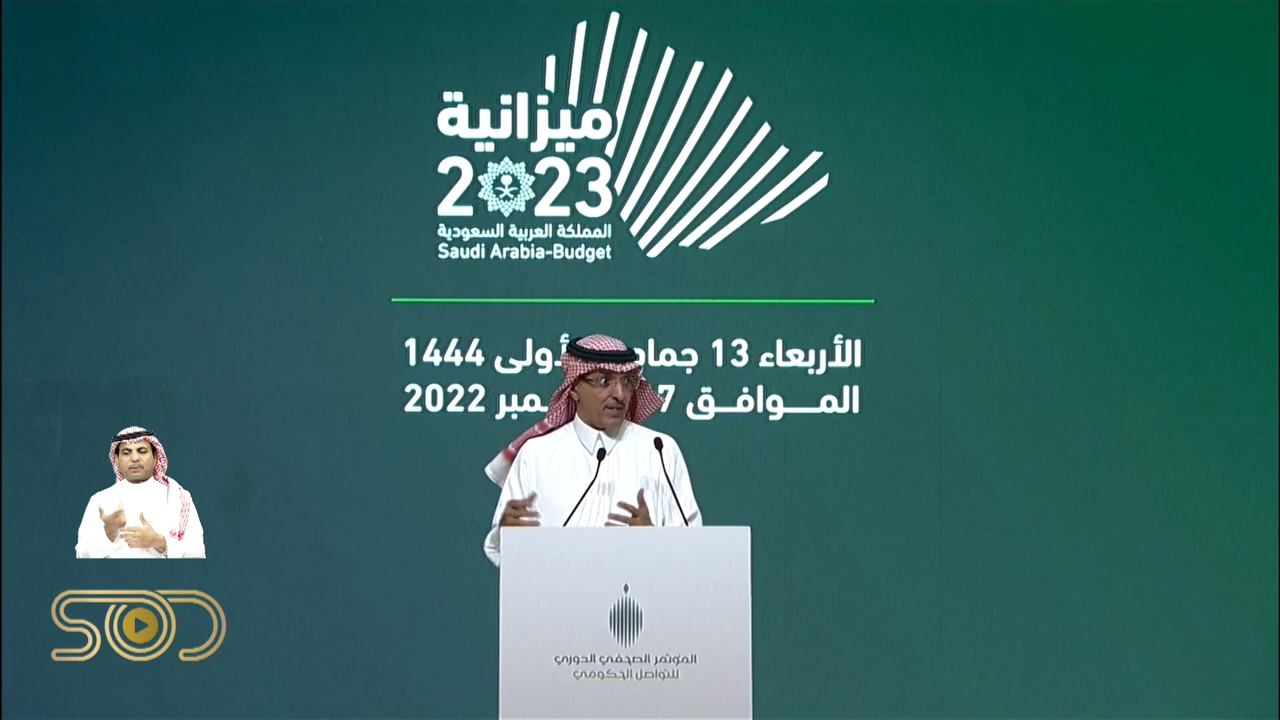 ميزانية
2023
المملكة العربية السعودية
Saudi Arabia-Budget
الأربعاء 13 جماد أولى 1444
الموافق 7 مبر 2022
المؤتمر الصحفي الدوري
للتواصل الحكومي
SOD